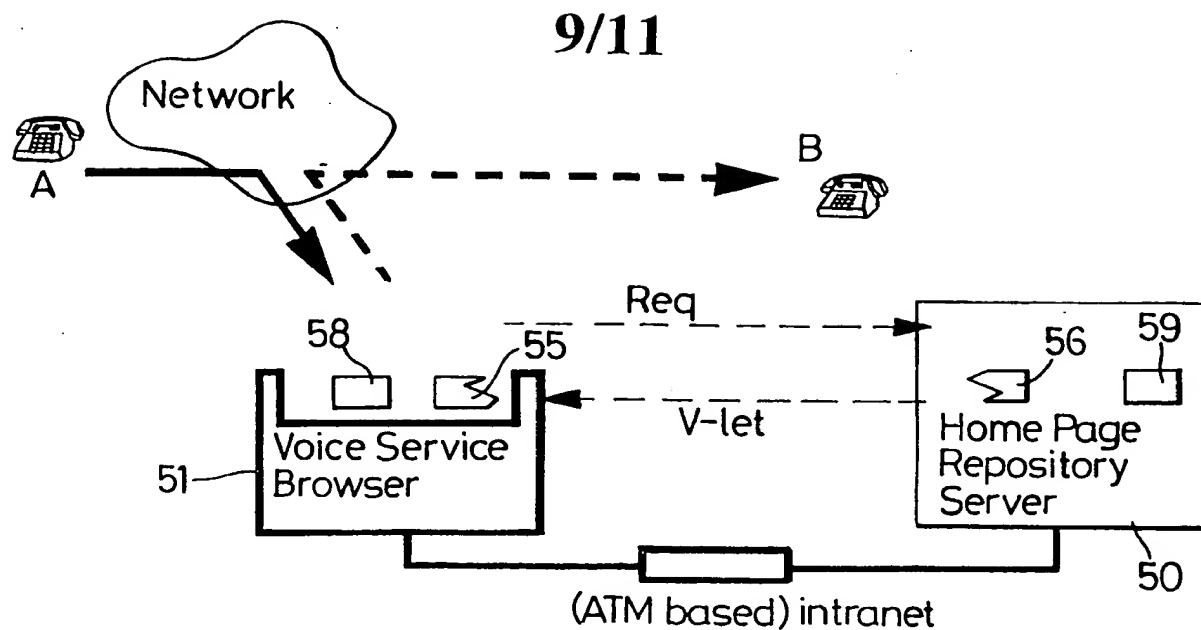 9/11
Network
A
B
Req
58
55
56
59
V-let
Voice Service
Browser
Home Page
Repository
Server
51
50
(ATM based) intranet